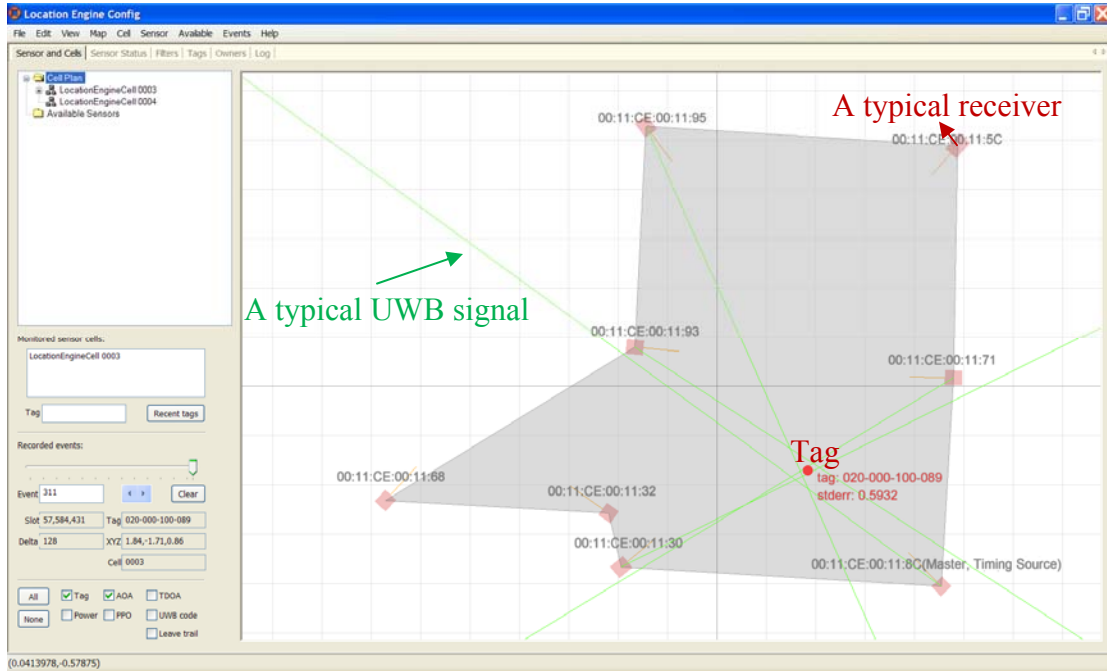 Location Engine Config
File Edit View Map Cell Sensor Available Events Help
Sensor and Cells Sensor Status Filters Tags Owners Log
Cell Plan
LocationEngineCell 0003
LocationEngineCell 0004
Available Sensors
Monitored sensor cells.
LocationEngineCell 0003
Tag Recent tags
Recorded events:
Event 311 Clear
Slot 57,584,431 Tag 020-000-100-089
Delta 128 XYZ 1.84,-1.71,0.86
Cell 0003
All Tag AOA TDOA
None Power PPO UWB code
Leave trail
(0.0413978,-0.57875)
A typical receiver
00:11:CE:00:11:95
00:11:CE:00:11:5C
A typical UWB signal
00:11:CE:00:11:93
00:11:CE:00:11:71
Tag
tag: 020-000-100-089
stderr: 0.5932
00:11:CE:00:11:68
00:11:CE:00:11:32
00:11:CE:00:11:30
00:11:CE:00:11:8C(Master, Timing Source)